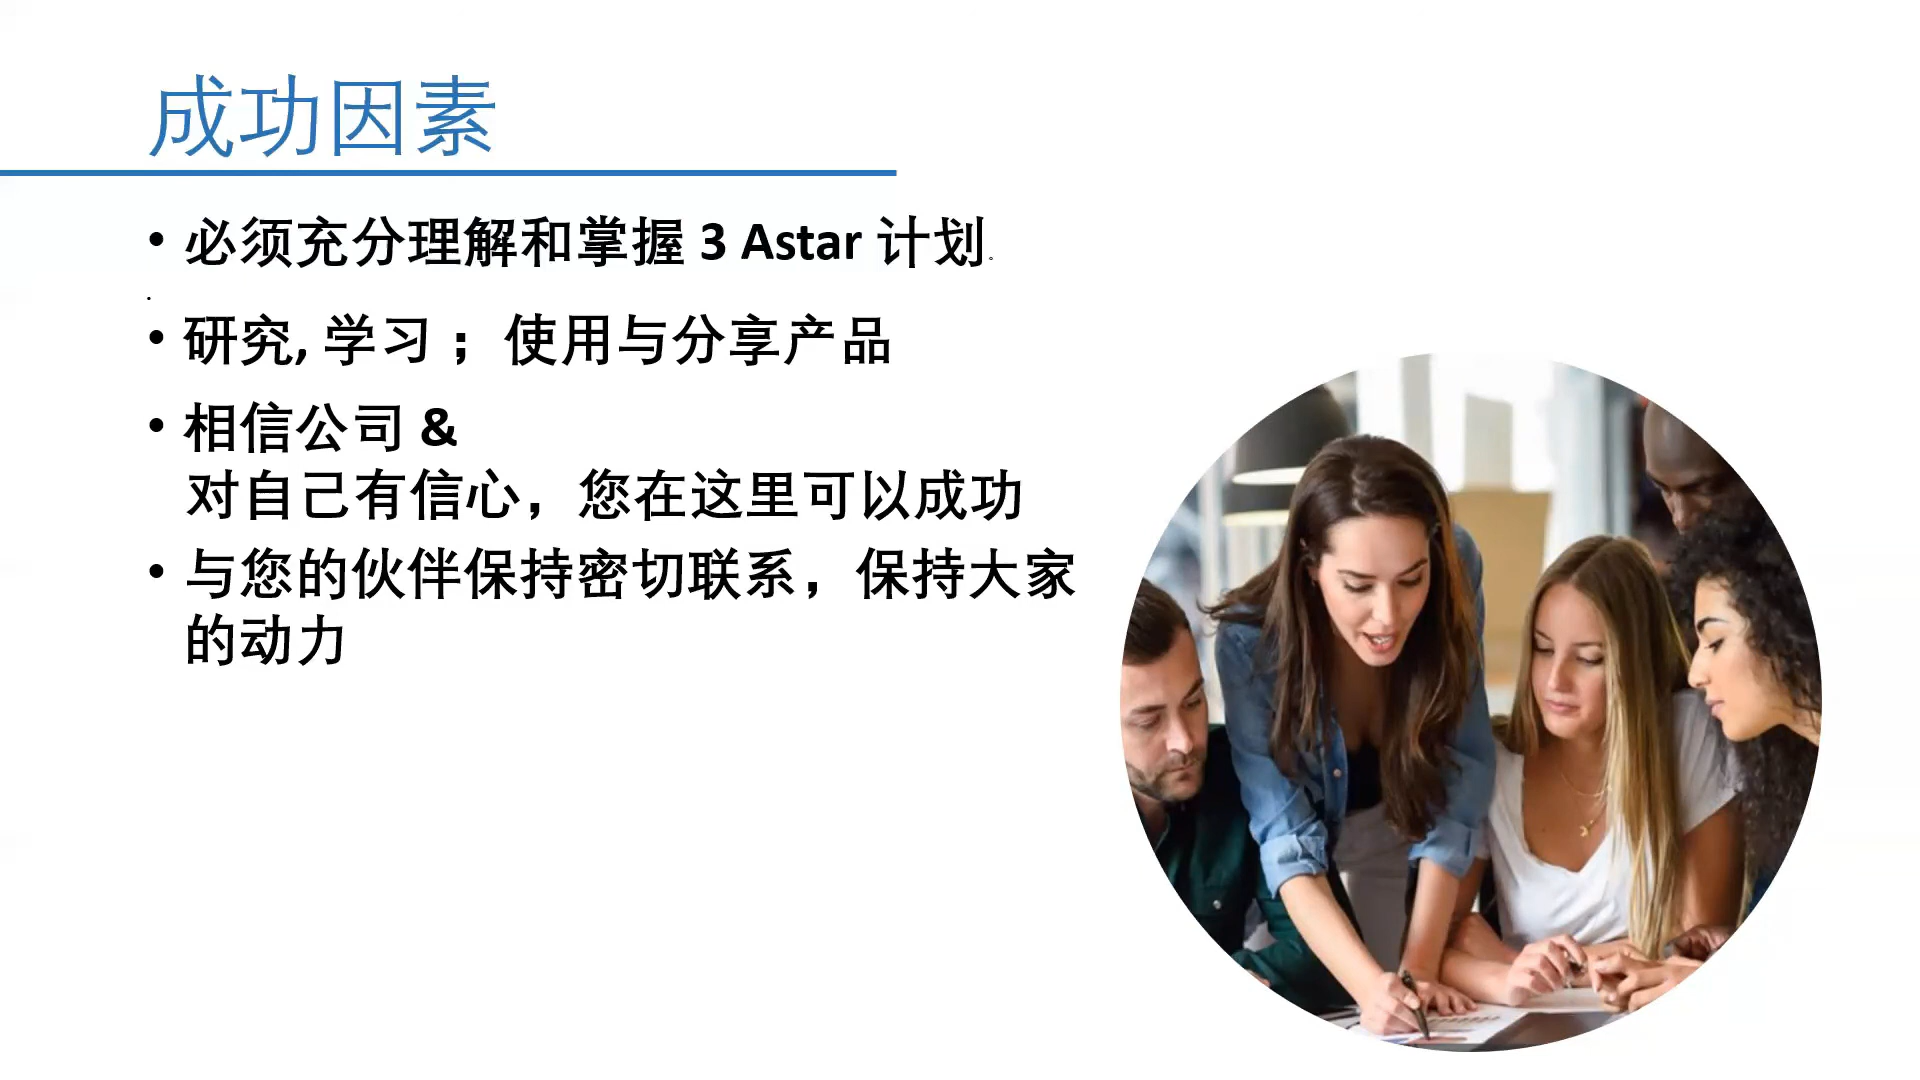 成功因素
• 必须充分理解和掌握 3 Astar 计划.
•
• 研究, 学习 ；使用与分享产品
• 相信公司 &
对自己有信心，您在这里可以成功
• 与您的伙伴保持密切联系，保持大家
的动力